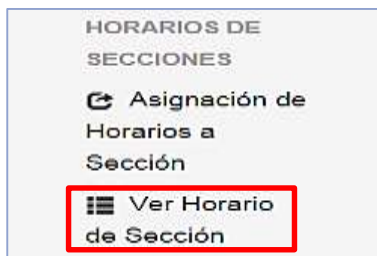 HORARIOS DE
SECCIONES
Asignación de
Horarios a
Sección
Ver Horario
de Sección